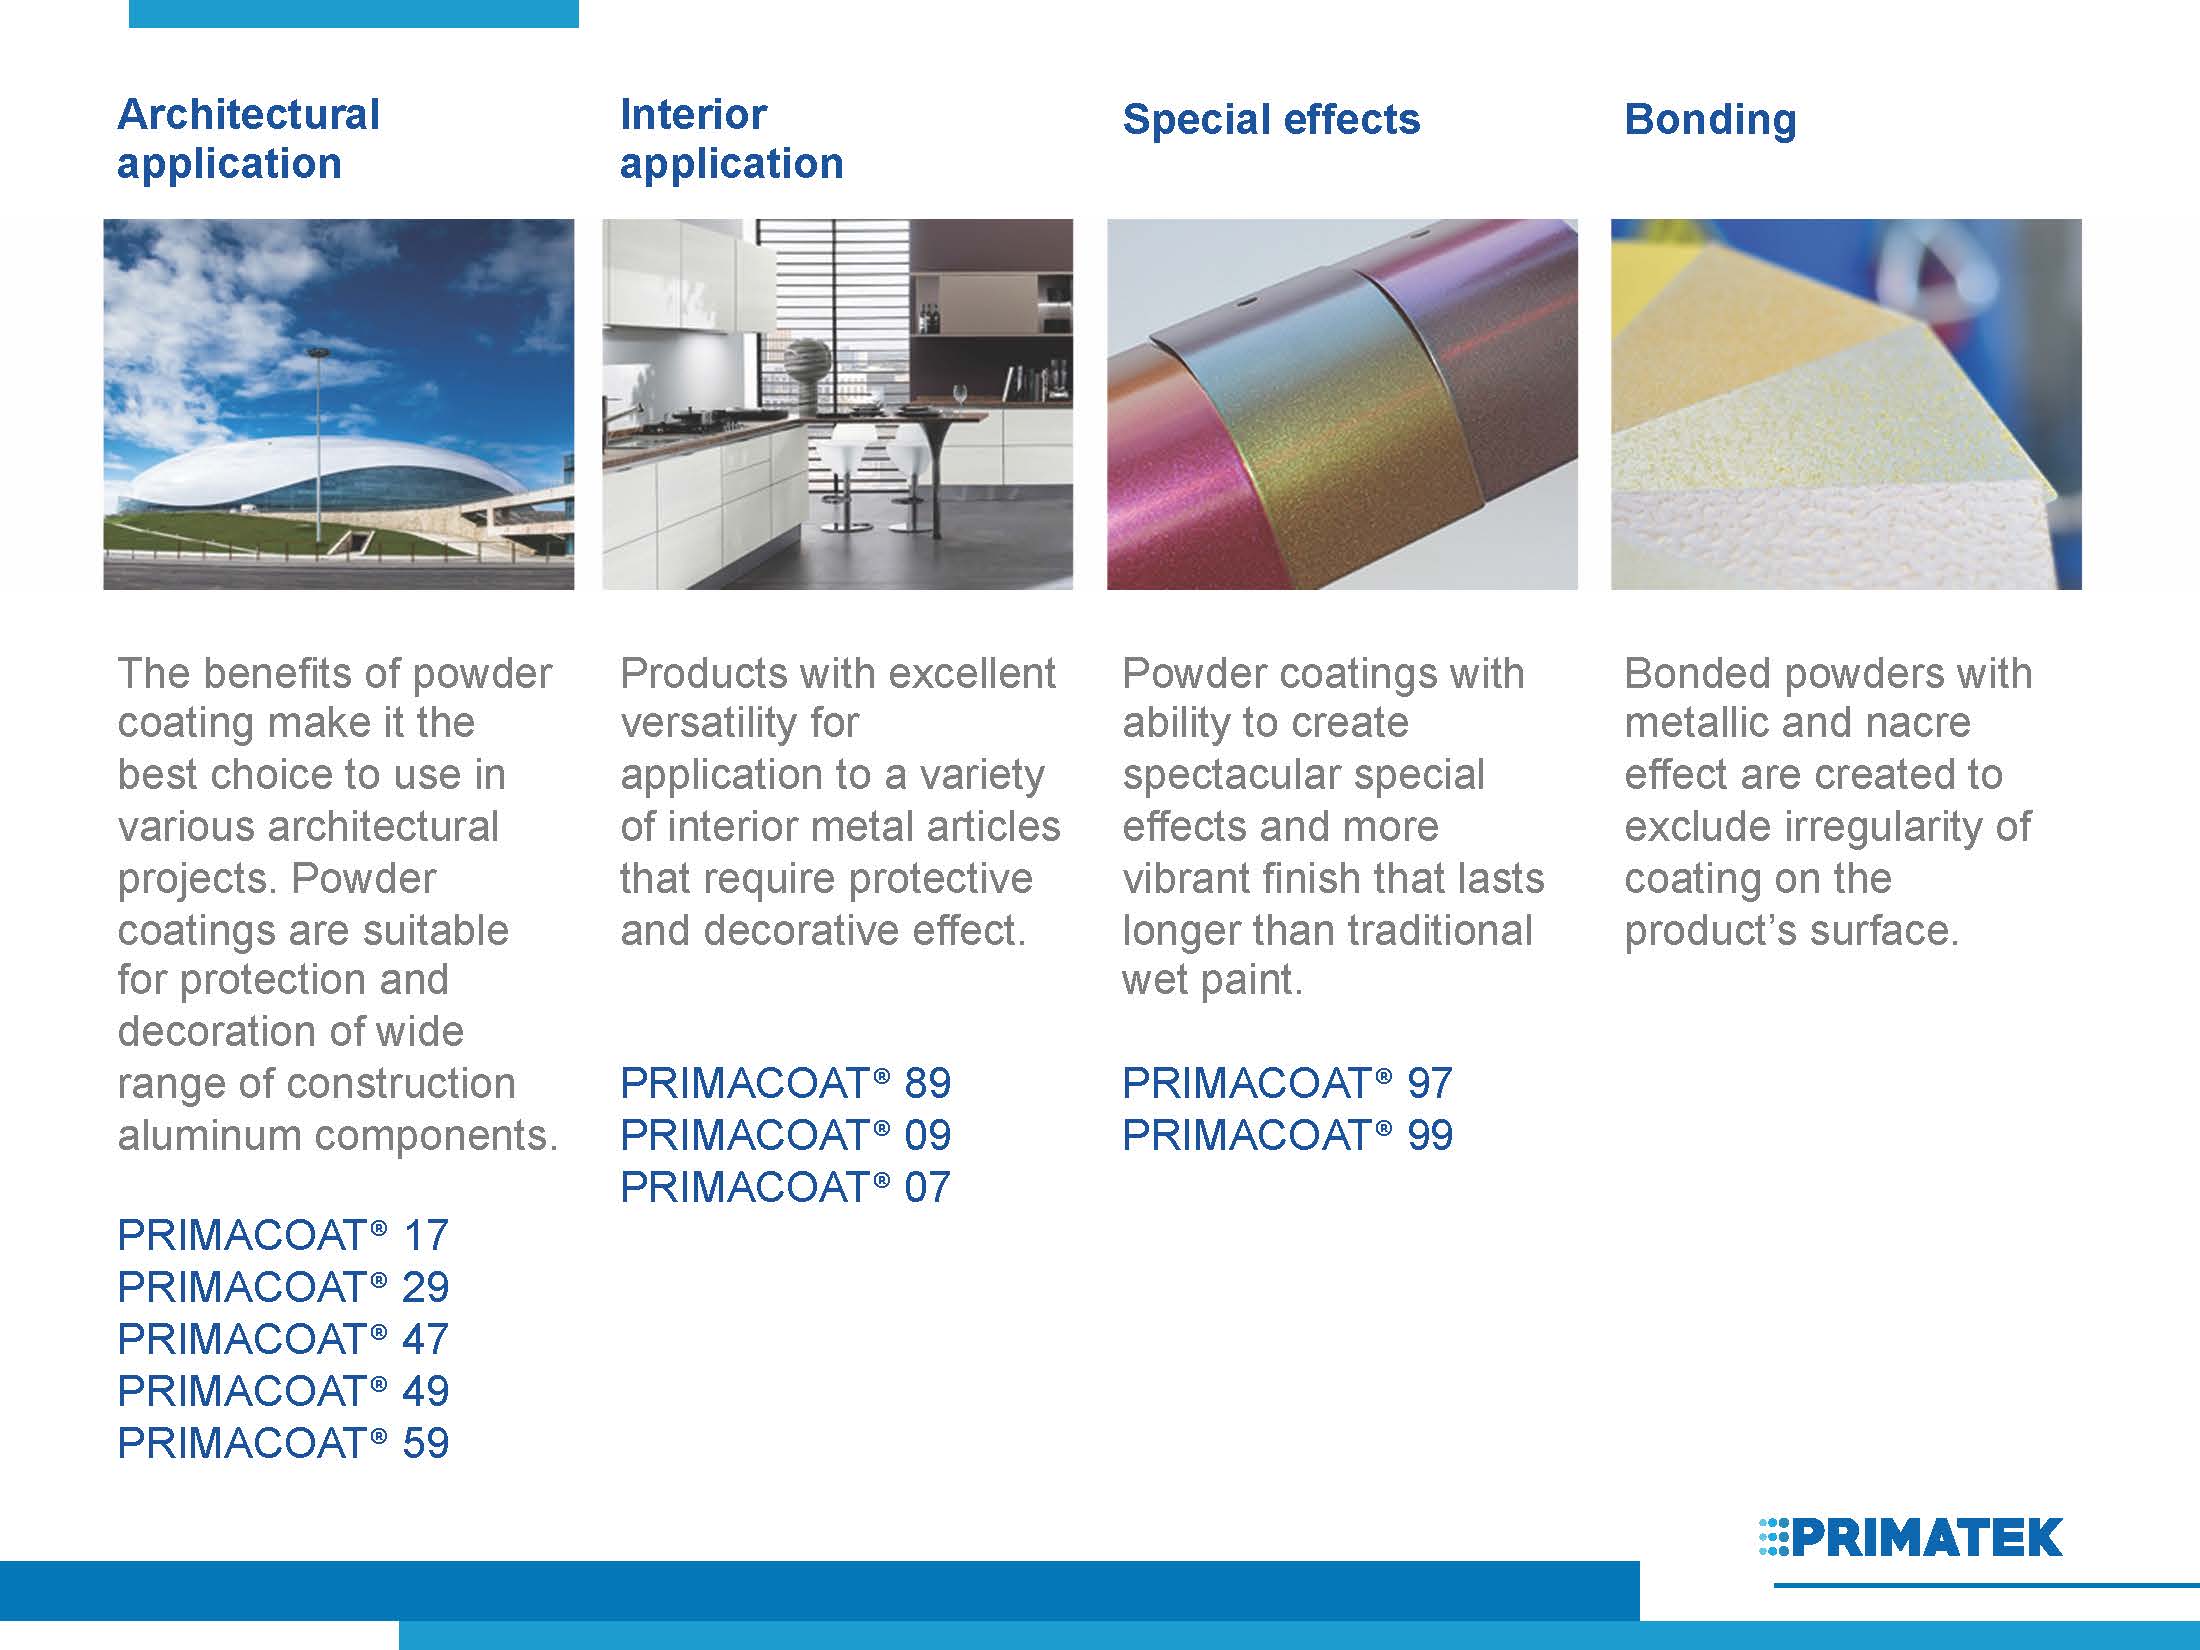 Architectural
application
Interior
application
Special effects
Bonding
The benefits of powder
coating make it the
best choice to use in
various architectural
projects. Powder
coatings are suitable
for protection and
decoration of wide
range of construction
aluminum components.
PRIMACOAT® 17
PRIMACOAT® 29
PRIMACOAT® 47
PRIMACOAT® 49
PRIMACOAT® 59
Products with excellent
versatility for
application to a variety
of interior metal articles
that require protective
and decorative effect.
PRIMACOAT® 89
PRIMACOAT® 09
PRIMACOAT® 07
Powder coatings with
ability to create
spectacular special
effects and more
vibrant finish that lasts
longer than traditional
wet paint.
PRIMACOAT® 97
PRIMACOAT® 99
Bonded powders with
metallic and nacre
effect are created to
exclude irregularity of
coating on the
product’s surface.
PRIMATEK